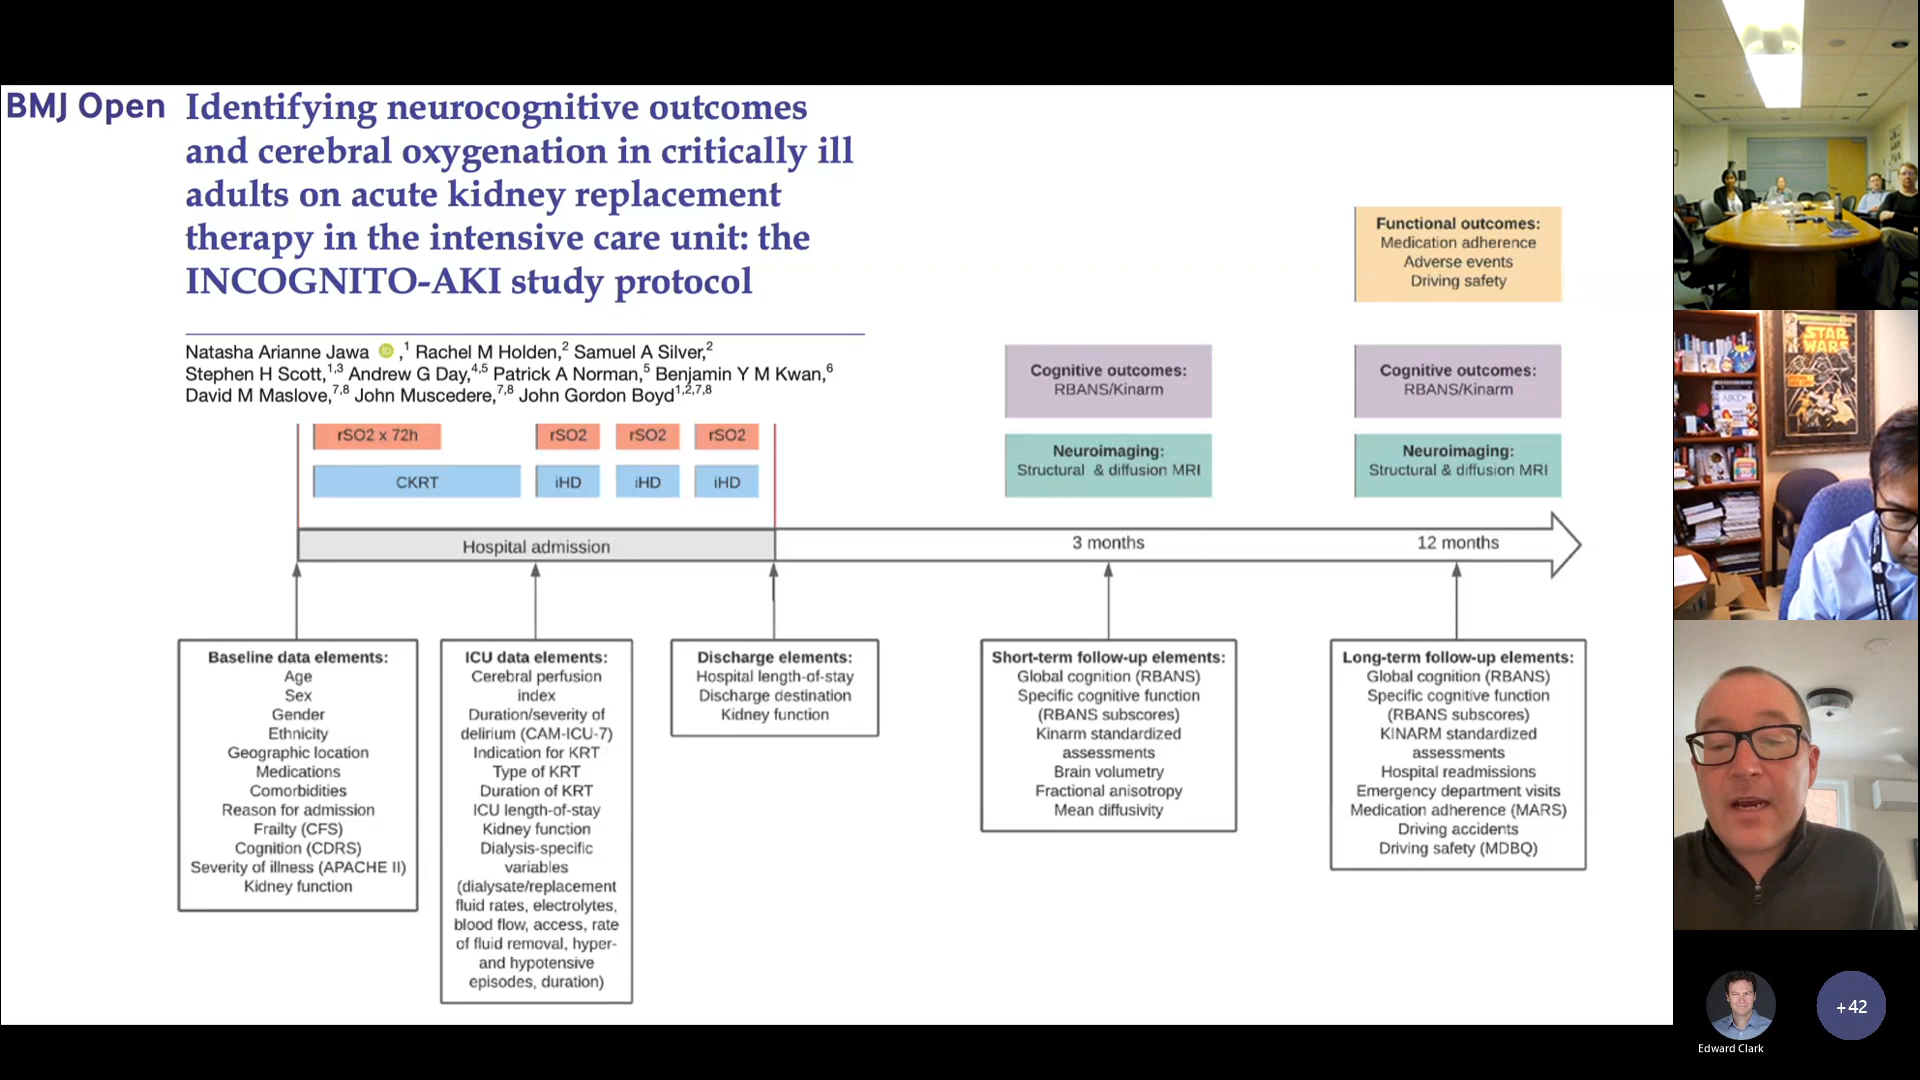 BMJ Open
Identifying neurocognitive outcomes
and cerebral oxygenation in critically ill
adults on acute kidney replacement
therapy in the intensive care unit: the
INCOGNITO-AKI study protocol
Natasha Arianne Jawa iD ,1 Rachel M Holden,2 Samuel A Silver,2
Stephen H Scott,1,3 Andrew G Day,4,5 Patrick A Norman,5 Benjamin Y M Kwan,6
David M Maslove,7,8 John Muscedere,7,8 John Gordon Boyd1,2,7,8
Functional outcomes:
Medication adherence
Adverse events
Driving safety
Cognitive outcomes:
RBANS/Kinarm
Cognitive outcomes:
RBANS/Kinarm
rSO2 x 72h
rSO2
rSO2
rSO2
Neuroimaging:
Structural & diffusion MRI
Neuroimaging:
Structural & diffusion MRI
CKRT
iHD
iHD
iHD
Hospital admission
3 months
12 months
Baseline data elements:
Age
Sex
Gender
Ethnicity
Geographic location
Medications
Comorbidities
Reason for admission
Frailty (CFS)
Cognition (CDRS)
Severity of illness (APACHE II)
Kidney function
ICU data elements:
Cerebral perfusion
index
Duration/severity of
delirium (CAM-ICU-7)
Indication for KRT
Type of KRT
Duration of KRT
ICU length-of-stay
Kidney function
Dialysis-specific
variables
(dialysate/replacement
fluid rates, electrolytes,
blood flow, access, rate
of fluid removal, hyper-
and hypotensive
episodes, duration)
Discharge elements:
Hospital length-of-stay
Discharge destination
Kidney function
Short-term follow-up elements:
Global cognition (RBANS)
Specific cognitive function
(RBANS subscores)
Kinarm standardized
assessments
Brain volumetry
Fractional anisotropy
Mean diffusivity
Long-term follow-up elements:
Global cognition (RBANS)
Specific cognitive function
(RBANS subscores)
KINARM standardized
assessments
Hospital readmissions
Emergency department visits
Medication adherence (MARS)
Driving accidents
Driving safety (MDBQ)
STAR
WARS
AJKD
Edward Clark
+42